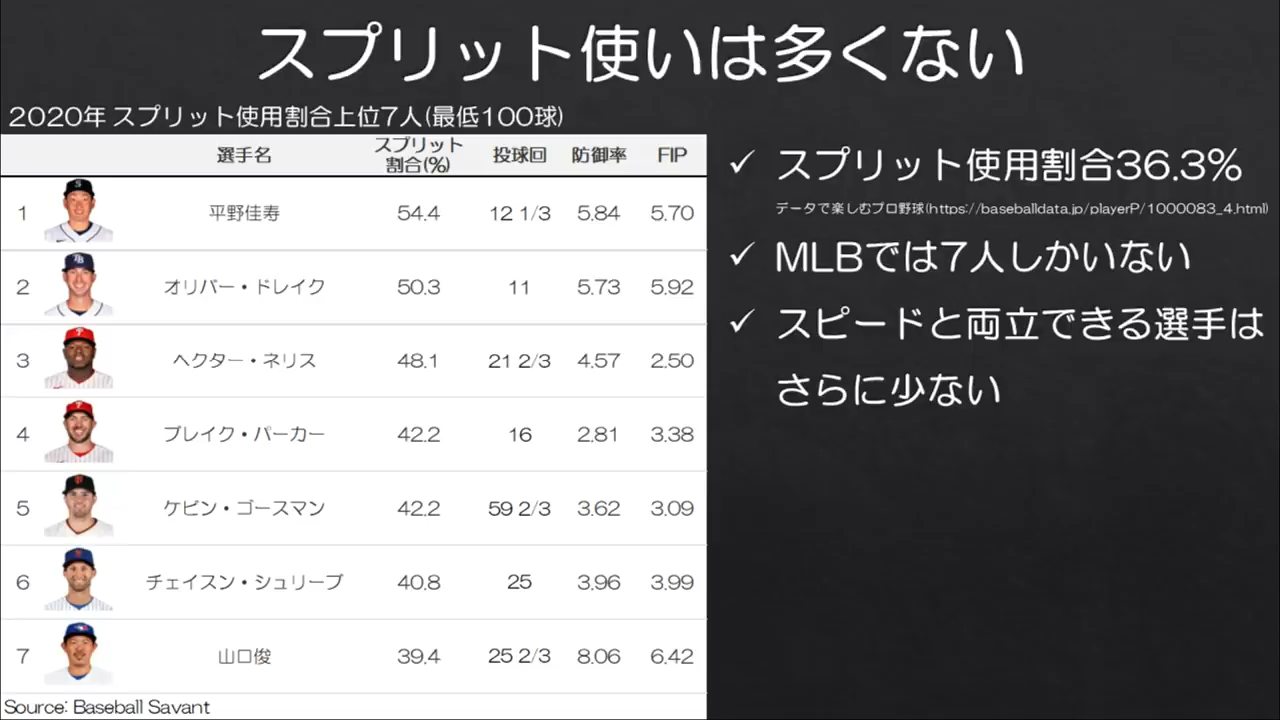 スプリット使いは多くない
2020年 スプリット使用割合上位7人(最低100球)
選手名 スプリット割合(%) 投球回 防御率 FIP
1 平野佳寿 54.4 12 1/3 5.84 5.70
2 オリバー・ドレイク 50.3 11 5.73 5.92
3 ヘクター・ネリス 48.1 21 2/3 4.57 2.50
4 ブレイク・パーカー 42.2 16 2.81 3.38
5 ケビン・ゴースマン 42.2 59 2/3 3.62 3.09
6 チェイスン・シュリーブ 40.8 25 3.96 3.99
7 山口俊 39.4 25 2/3 8.06 6.42
Source: Baseball Savant
✓ スプリット使用割合36.3%
データで楽しむプロ野球(https://baseballdata.jp/playerP/1000083_4.html)
✓ MLBでは7人しかいない
✓ スピードと両立できる選手は
さらに少ない